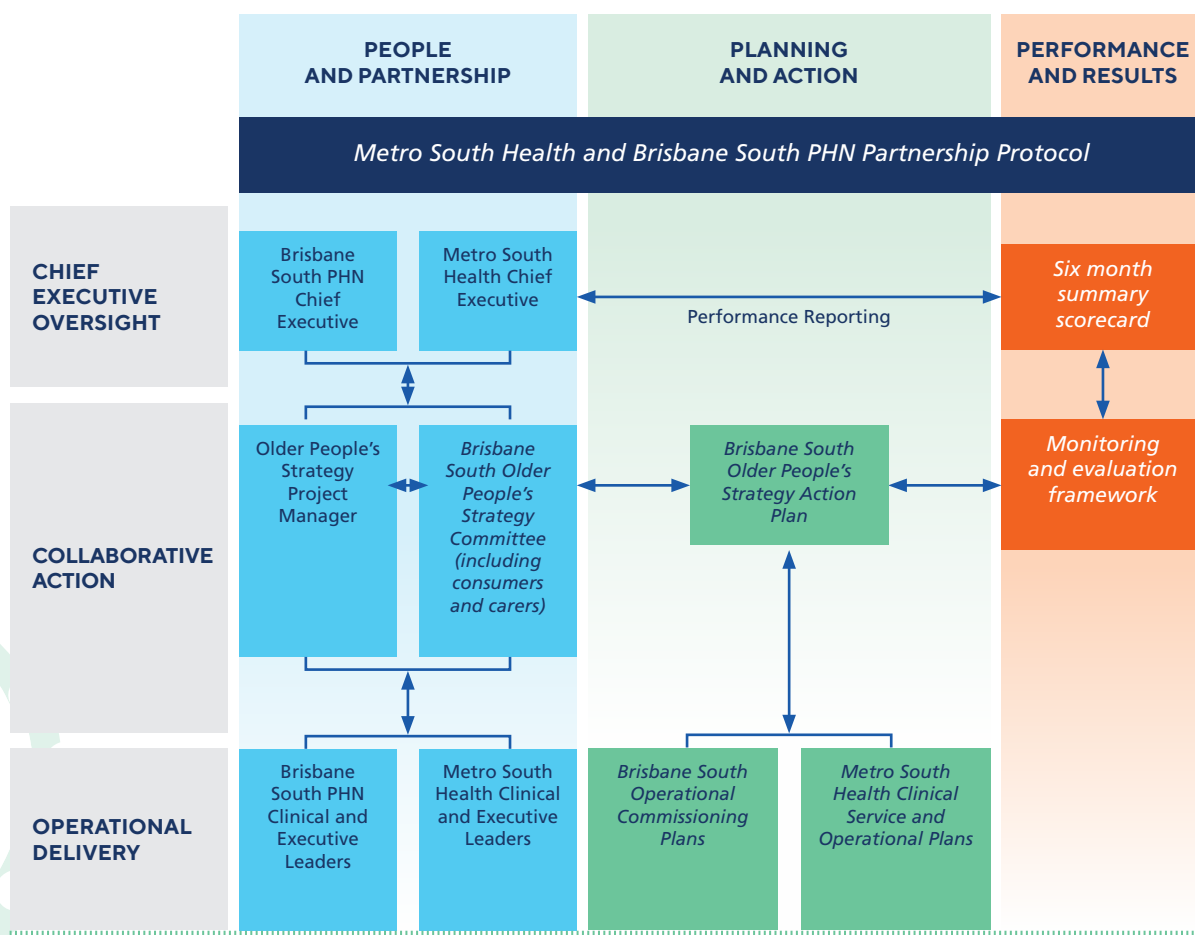 PEOPLE
AND PARTNERSHIP
PLANNING
AND ACTION
PERFORMANCE
AND RESULTS
Metro South Health and Brisbane South PHN Partnership Protocol
CHIEF
EXECUTIVE
OVERSIGHT
Brisbane
South PHN
Chief
Executive
Metro South
Health Chief
Executive
Performance Reporting
Six month
summary
scorecard
COLLABORATIVE
ACTION
Older People's
Strategy
Project
Manager
Brisbane
South Older
People's
Strategy
Committee
(including
consumers
and carers)
Brisbane South
Older People's
Strategy Action
Plan
Monitoring
and evaluation
framework
OPERATIONAL
DELIVERY
Brisbane
South PHN
Clinical and
Executive
Leaders
Metro South
Health Clinical
and Executive
Leaders
Brisbane South
Operational
Commissioning
Plans
Metro South
Health Clinical
Service and
Operational Plans